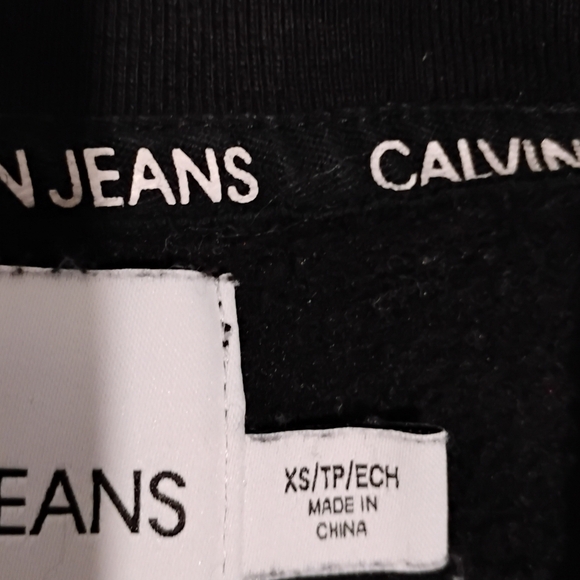 N JEANS CALVIN
EANS
XS/TP/ECH
MADE IN
CHINA